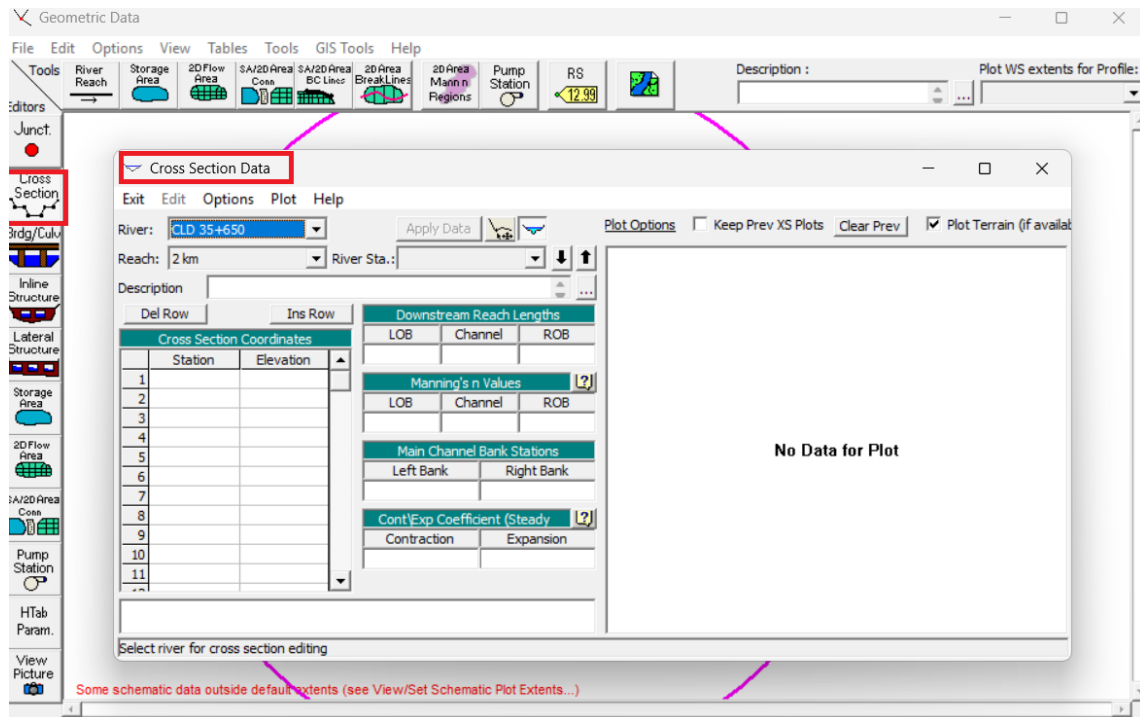 Geometric Data
File Edit Options View Tables Tools GIS Tools Help
Tools
Editors
River Reach
Storage Area
2D Flow Area
SA/2D Area Conn
SA/2D Area BC Lines
2D Area BreakLines
2D Area Mann n Regions
Pump Station
RS
12.99
Description :
...
Plot WS extents for Profile:
Junct.
Cross Section
Brdg/Culv
Inline Structure
Lateral Structure
Storage Area
2D Flow Area
SA/2D Area Conn
Pump Station
HTab Param.
View Picture
Cross Section Data
Exit Edit Options Plot Help
River: CLD 35+650
Apply Data
Plot Options
Keep Prev XS Plots
Clear Prev
Plot Terrain (if availab
Reach: 2 km
River Sta.:
Description
...
Del Row
Ins Row
Cross Section Coordinates
Station Elevation
1
2
3
4
5
6
7
8
9
10
11
Downstream Reach Lengths
LOB Channel ROB
Manning's n Values
LOB Channel ROB
Main Channel Bank Stations
Left Bank Right Bank
Cont\Exp Coefficient (Steady
Contraction Expansion
No Data for Plot
Select river for cross section editing
Some schematic data outside default extents (see View/Set Schematic Plot Extents...)